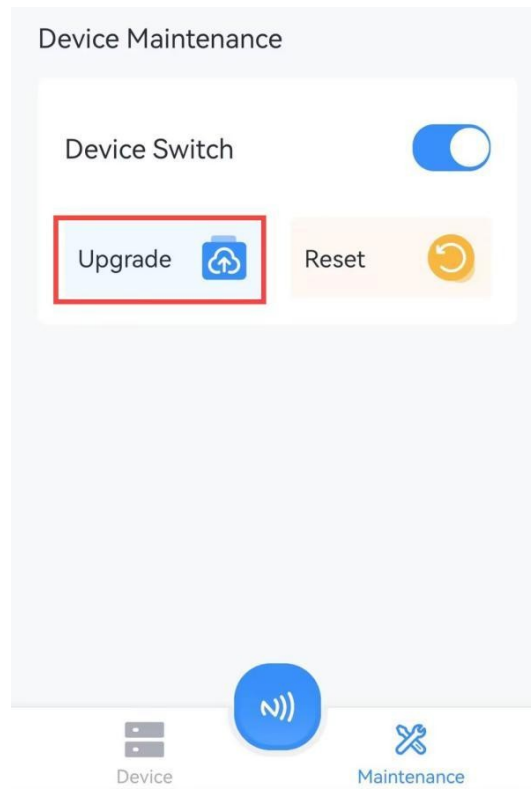 Device Maintenance
Device Switch
Upgrade
Reset
Device
Maintenance